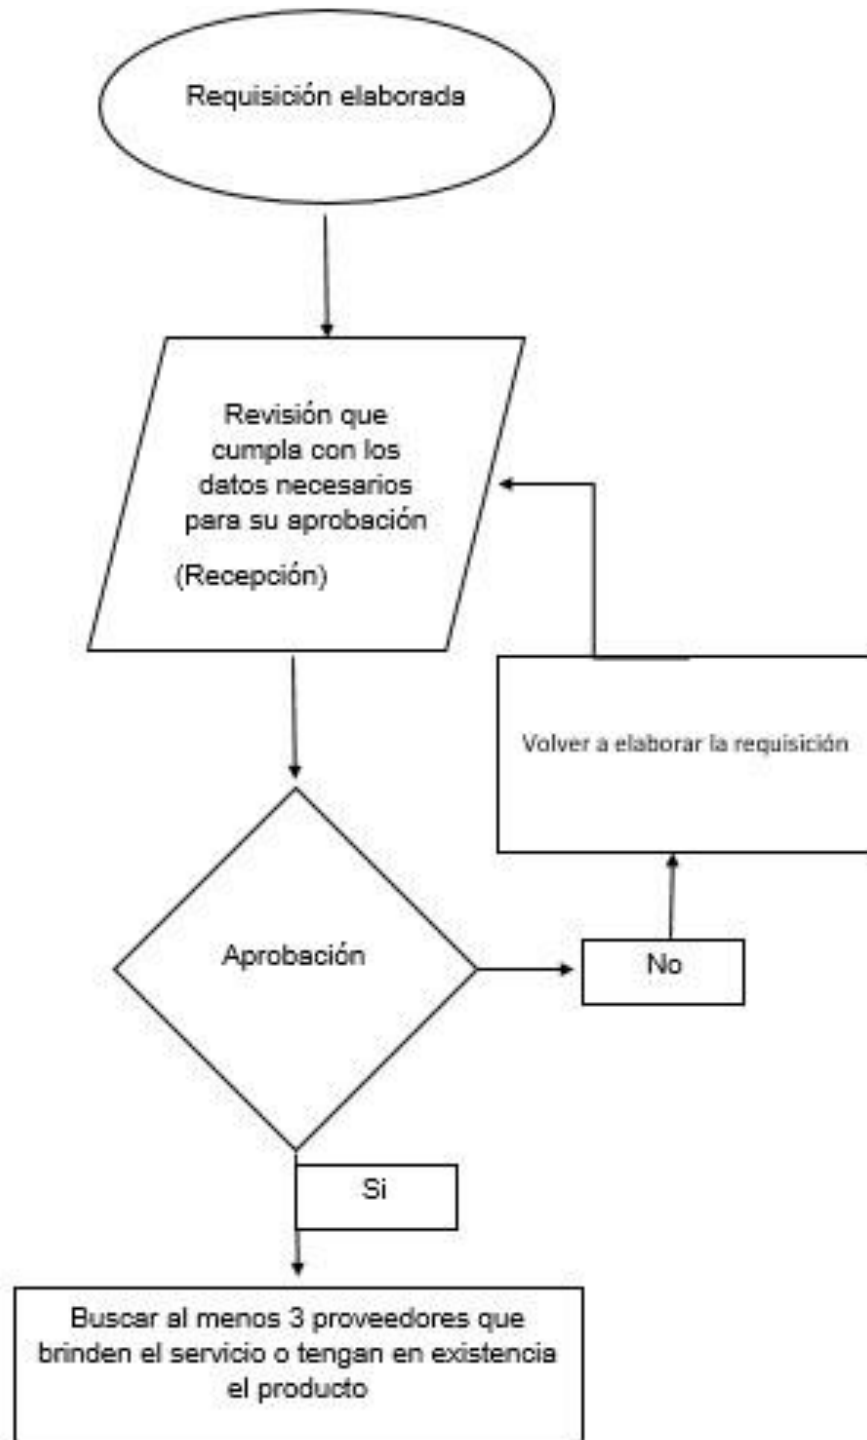 Requisición elaborada
Revisión que
cumpla con los
datos necesarios
para su aprobación
(Recepción)
Volver a elaborar la requisición
Aprobación
No
Si
Buscar al menos 3 proveedores que
brinden el servicio o tengan en existencia
el producto